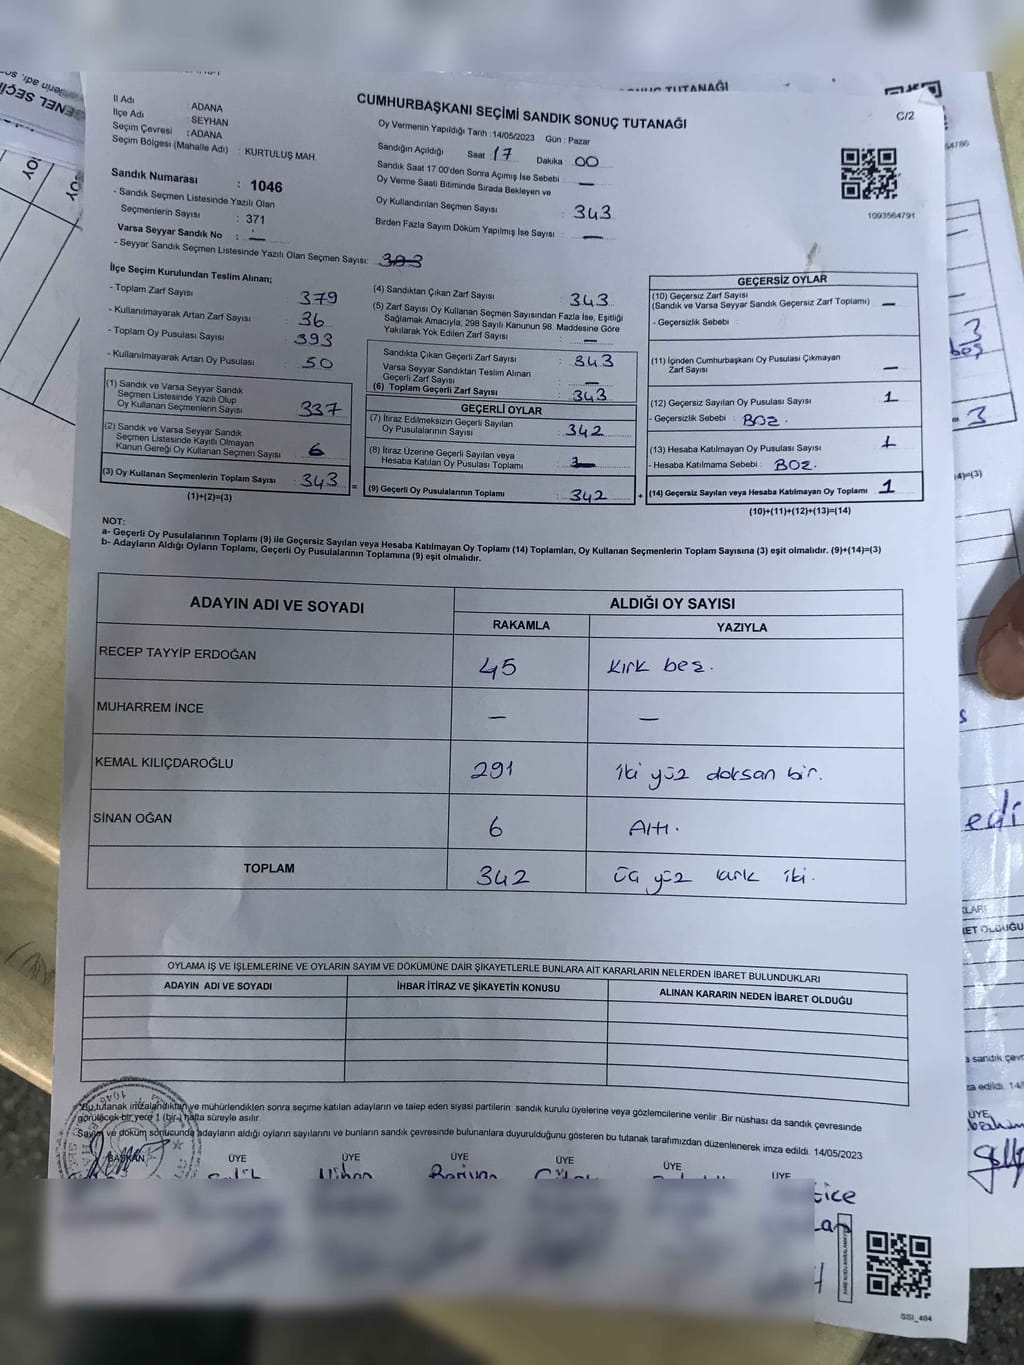 CUMHURBAŞKANI SEÇİMİ SANDIK SONUÇ TUTANAĞI
C/2
İl Adı : ADANA
İlçe Adı : SEYHAN
Seçim Çevresi : ADANA
Seçim Bölgesi (Mahalle Adı) : KURTULUŞ MAH.
Sandık Numarası : 1046
- Sandık Seçmen Listesinde Yazılı Olan
Seçmenlerin Sayısı : 371
Varsa Seyyar Sandık No : —
- Seyyar Sandık Seçmen Listesinde Yazılı Olan Seçmen Sayısı:
Oy Vermenin Yapıldığı Tarih :14/05/2023 Gün : Pazar
Sandığın Açıldığı Saat 17 Dakika 00
Sandık Saat 17.00'den Sonra Açımış İse Sebebi : —
Oy Verme Saati Bitiminde Sırada Bekleyen ve
Oy Kullandırılan Seçmen Sayısı : 343
Birden Fazla Sayım Döküm Yapılmış İse Sayısı : —
1093564791
İlçe Seçim Kurulundan Teslim Alınan;
- Toplam Zarf Sayısı : 379
- Kullanılmayarak Artan Zarf Sayısı : 36
- Toplam Oy Pusulası Sayısı : 393
- Kullanılmayarak Artan Oy Pusulası : 50
(1) Sandık ve Varsa Seyyar Sandık
Seçmen Listesinde Yazılı Olup
Oy Kullanan Seçmenlerin Sayısı : 337
(2) Sandık ve Varsa Seyyar Sandık
Seçmen Listesinde Kayıtlı Olmayan
Kanun Gereği Oy Kullanan Seçmen Sayısı : 6
(3) Oy Kullanan Seçmenlerin Toplam Sayısı : 343
(1)+(2)=(3)
(4) Sandıktan Çıkan Zarf Sayısı : 343
(5) Zarf Sayısı Oy Kullanan Seçmen Sayısından Fazla İse, Eşitliği
Sağlamak Amacıyla; 298 Sayılı Kanunun 98. Maddesine Göre
Yakılarak Yok Edilen Zarf Sayısı : —
Sandıkta Çıkan Geçerli Zarf Sayısı : 343
Varsa Seyyar Sandıktan Teslim Alınan
Geçerli Zarf Sayısı : —
(6) Toplam Geçerli Zarf Sayısı : 343
GEÇERLİ OYLAR
(7) İtiraz Edilmeksizin Geçerli Sayılan
Oy Pusulalarının Sayısı : 342
(8) İtiraz Üzerine Geçerli Sayılan veya
Hesaba Katılan Oy Pusulası Toplamı :
= (9) Geçerli Oy Pusulalarının Toplamı : 342
GEÇERSİZ OYLAR
(10) Geçersiz Zarf Sayısı
(Sandık ve Varsa Seyyar Sandık Geçersiz Zarf Toplamı) —
- Geçersizlik Sebebi :
(11) İçinden Cumhurbaşkanı Oy Pusulası Çıkmayan
Zarf Sayısı —
(12) Geçersiz Sayılan Oy Pusulası Sayısı 1
- Geçersizlik Sebebi : BOZ.
(13) Hesaba Katılmayan Oy Pusulası Sayısı 1
- Hesaba Katılmama Sebebi : BOZ.
+ (14) Geçersiz Sayılan veya Hesaba Katılmayan Oy Toplamı 1
(10)+(11)+(12)+(13)=(14)
NOT:
a- Geçerli Oy Pusulalarının Toplamı (9) ile Geçersiz Sayılan veya Hesaba Katılmayan Oy Toplamı (14) Toplamları, Oy Kullanan Seçmenlerin Toplam Sayısına (3) eşit olmalıdır. (9)+(14)=(3)
b- Adayların Aldığı Oyların Toplamı, Geçerli Oy Pusulalarının Toplamına (9) eşit olmalıdır.
ADAYIN ADI VE SOYADI
ALDIĞI OY SAYISI
RAKAMLA YAZIYLA
RECEP TAYYİP ERDOĞAN 45 kırk beş.
MUHARREM İNCE — —
KEMAL KILIÇDAROĞLU 291 iki yüz doksan bir.
SİNAN OĞAN 6 Altı.
TOPLAM 342 üç yüz kırk iki.
OYLAMA İŞ VE İŞLEMLERİNE VE OYLARIN SAYIM VE DÖKÜMÜNE DAİR ŞİKAYETLERLE BUNLARA AİT KARARLARIN NELERDEN İBARET BULUNDUKLARI
ADAYIN ADI VE SOYADI
İHBAR İTİRAZ VE ŞİKAYETİN KONUSU
ALINAN KARARIN NEDEN İBARET OLDUĞU
*Bu tutanak imzalandıktan ve mühürlendikten sonra seçime katılan adayların ve talep eden siyasi partilerin sandık kurulu üyelerine veya gözlemcilerine verilir .Bir nüshası da sandık çevresinde
görülecek bir yere 1 (bir) hafta süreyle asılır.
Sayım ve döküm sonucunda adayların aldığı oyların sayılarını ve bunların sandık çevresinde bulunanlara duyurulduğunu gösteren bu tutanak tarafımızdan düzenlenerek imza edildi. 14/05/2023
BAŞKAN ÜYE ÜYE ÜYE ÜYE ÜYE ÜYE
GSI_404